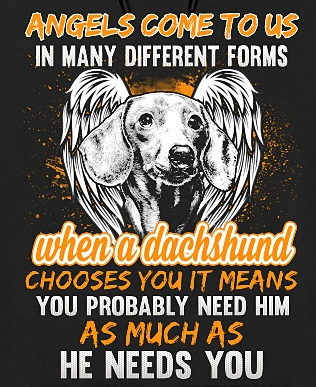 ANGELS COME TO US
IN MANY DIFFERENT FORMS
when a dachshund
CHOOSES YOU IT MEANS
YOU PROBABLY NEED HIM
AS MUCH AS
HE NEEDS YOU